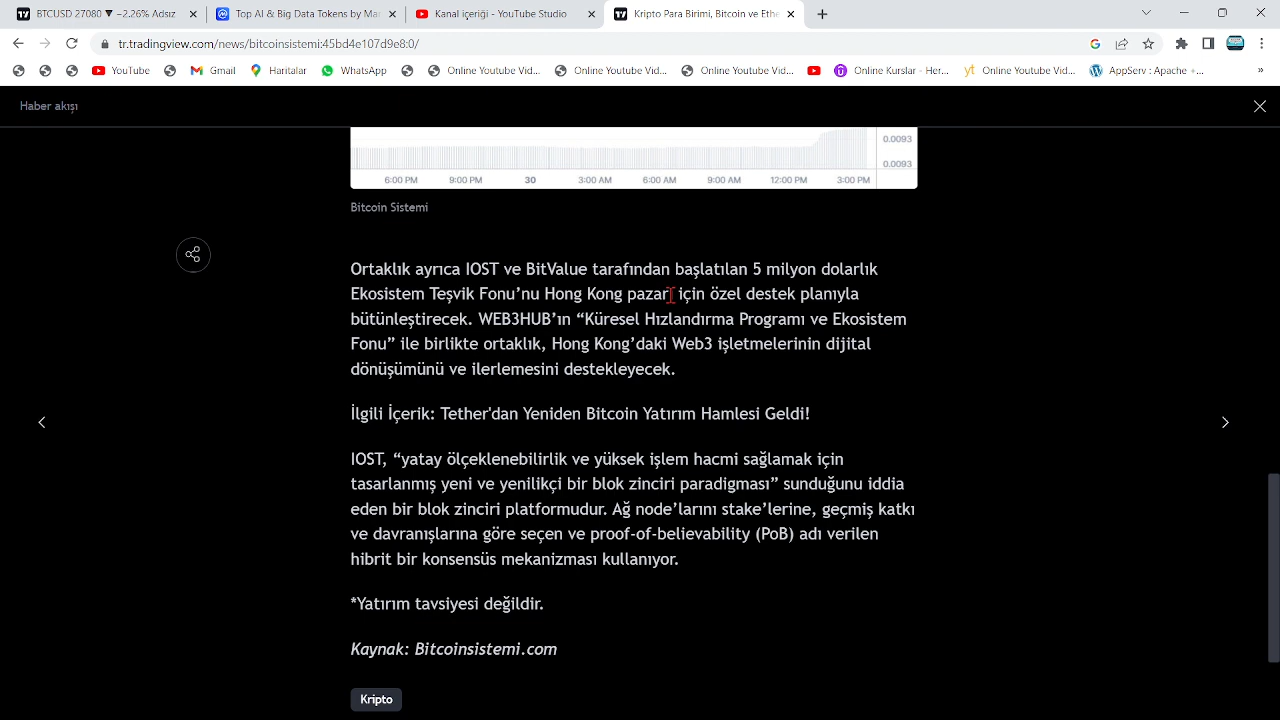 BTCUSD 27080 ▼ −2.26% Adsız
Top AI & Big Data Tokens by Ma
Kanal içeriği - YouTube Studio
Kripto Para Birimi, Bitcoin ve Ethe
tr.tradingview.com/news/bitcoinsistemi:45bd4e107d9e8:0/
YouTube Gmail Haritalar WhatsApp Online Youtube Vid... Online Youtube Vid... Online Youtube Vid... Online Kurslar - Her... Online Youtube Vid... AppServ : Apache +... »
Haber akışı
0.0093
0.0093
6:00 PM 9:00 PM 30 3:00 AM 6:00 AM 9:00 AM 12:00 PM 3:00 PM
Bitcoin Sistemi
Ortaklık ayrıca IOST ve BitValue tarafından başlatılan 5 milyon dolarlık
Ekosistem Teşvik Fonu’nu Hong Kong pazarı için özel destek planıyla
bütünleştirecek. WEB3HUB’ın “Küresel Hızlandırma Programı ve Ekosistem
Fonu” ile birlikte ortaklık, Hong Kong’daki Web3 işletmelerinin dijital
dönüşümünü ve ilerlemesini destekleyecek.
İlgili İçerik: Tether'dan Yeniden Bitcoin Yatırım Hamlesi Geldi!
IOST, “yatay ölçeklenebilirlik ve yüksek işlem hacmi sağlamak için
tasarlanmış yeni ve yenilikçi bir blok zinciri paradigması” sunduğunu iddia
eden bir blok zinciri platformudur. Ağ node’larını stake’lerine, geçmiş katkı
ve davranışlarına göre seçen ve proof-of-believability (PoB) adı verilen
hibrit bir konsensüs mekanizması kullanıyor.
*Yatırım tavsiyesi değildir.
Kaynak: Bitcoinsistemi.com
Kripto